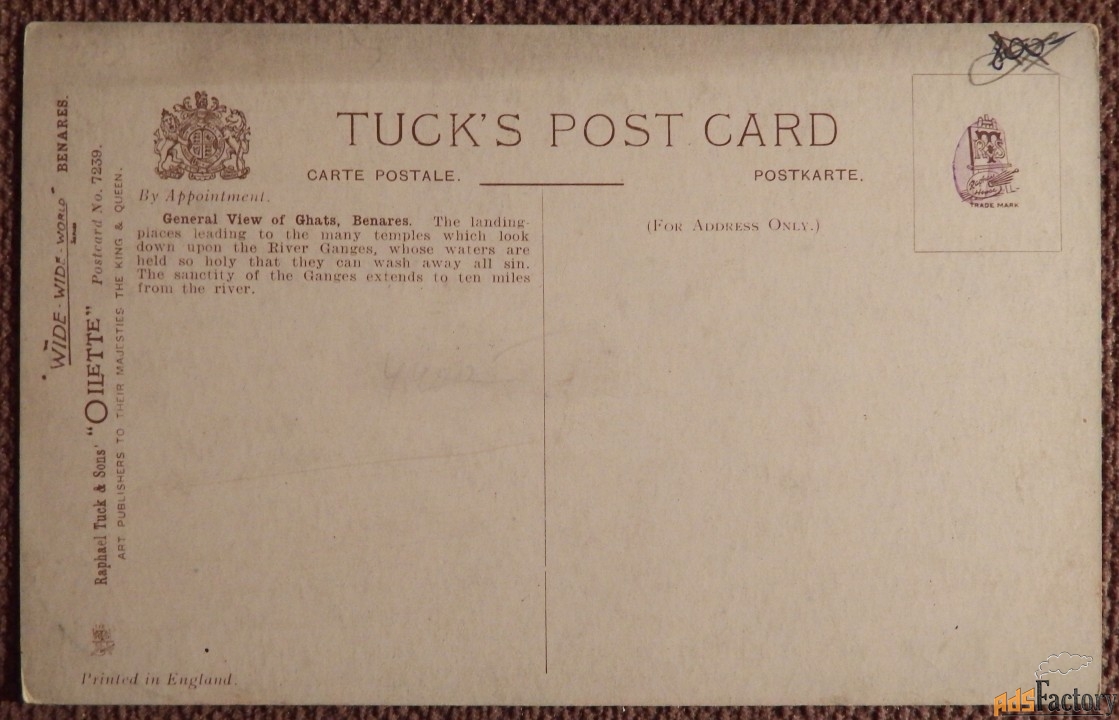 TUCK'S POST CARD
CARTE POSTALE.
POSTKARTE.
By Appointment.
General View of Ghats, Benares. The landing-
places leading to the many temples which look
down upon the River Ganges, whose waters are
held so holy that they can wash away all sin.
The sanctity of the Ganges extends to ten miles
from the river.
(FOR ADDRESS ONLY.)
TRADE MARK
"WIDE-WIDE-WORLD" BENARES.
Raphael Tuck & Sons' "OILETTE" Postcard No. 7239.
ART PUBLISHERS TO THEIR MAJESTIES THE KING & QUEEN.
Printed in England.
adsFactory